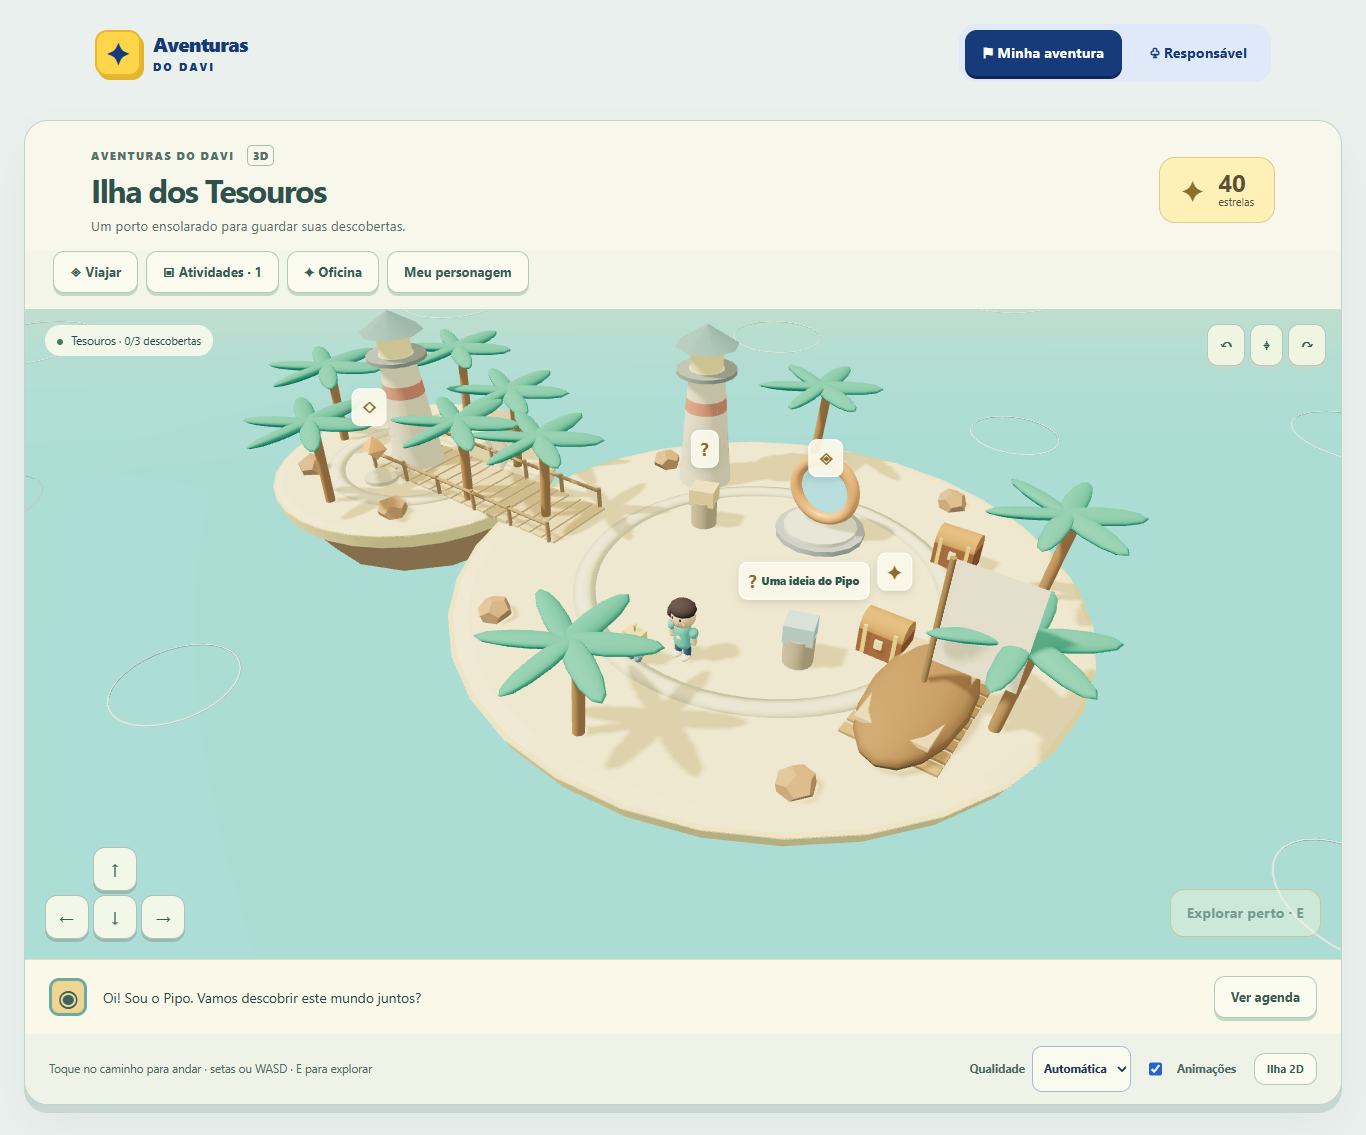 Aventuras
DO DAVI
Minha aventura
Responsável
AVENTURAS DO DAVI 3D
Ilha dos Tesouros
Um porto ensolarado para guardar suas descobertas.
40
estrelas
Viajar
Atividades · 1
Oficina
Meu personagem
Tesouros · 0/3 descobertas
?
? Uma ideia do Pipo
Explorar perto · E
Oi! Sou o Pipo. Vamos descobrir este mundo juntos?
Ver agenda
Toque no caminho para andar · setas ou WASD · E para explorar
Qualidade
Automática
Animações
Ilha 2D